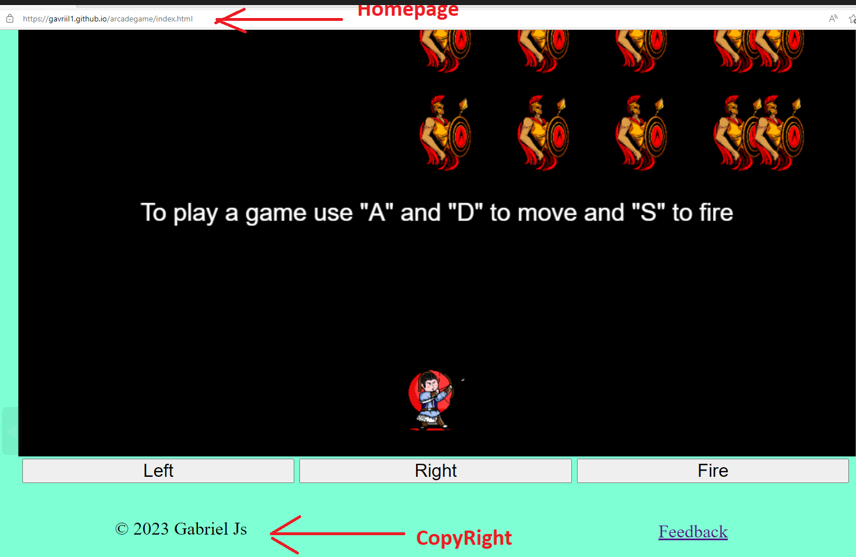 Homepage
https://gavriil1.github.io/arcadegame/index.html
To play a game use "A" and "D" to move and "S" to fire
Left Right Fire
© 2023 Gabriel Js CopyRight Feedback